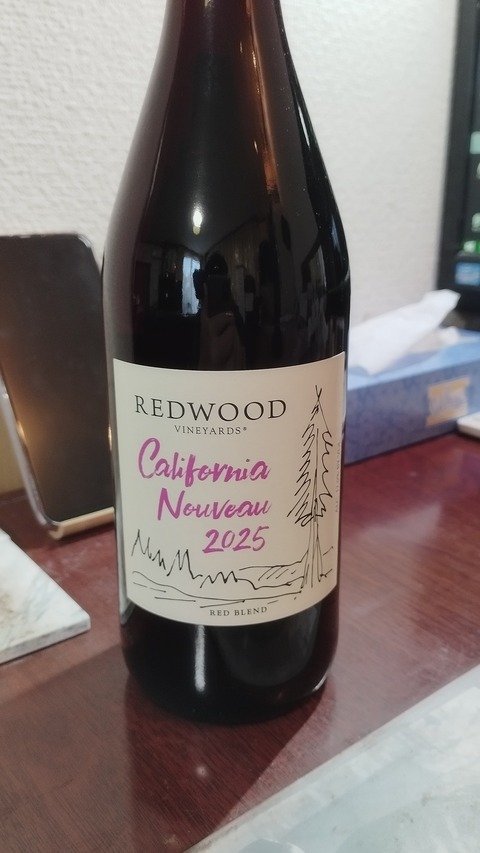 REDWOOD
VINEYARDS®
California
Nouveau
2025
RED BLEND